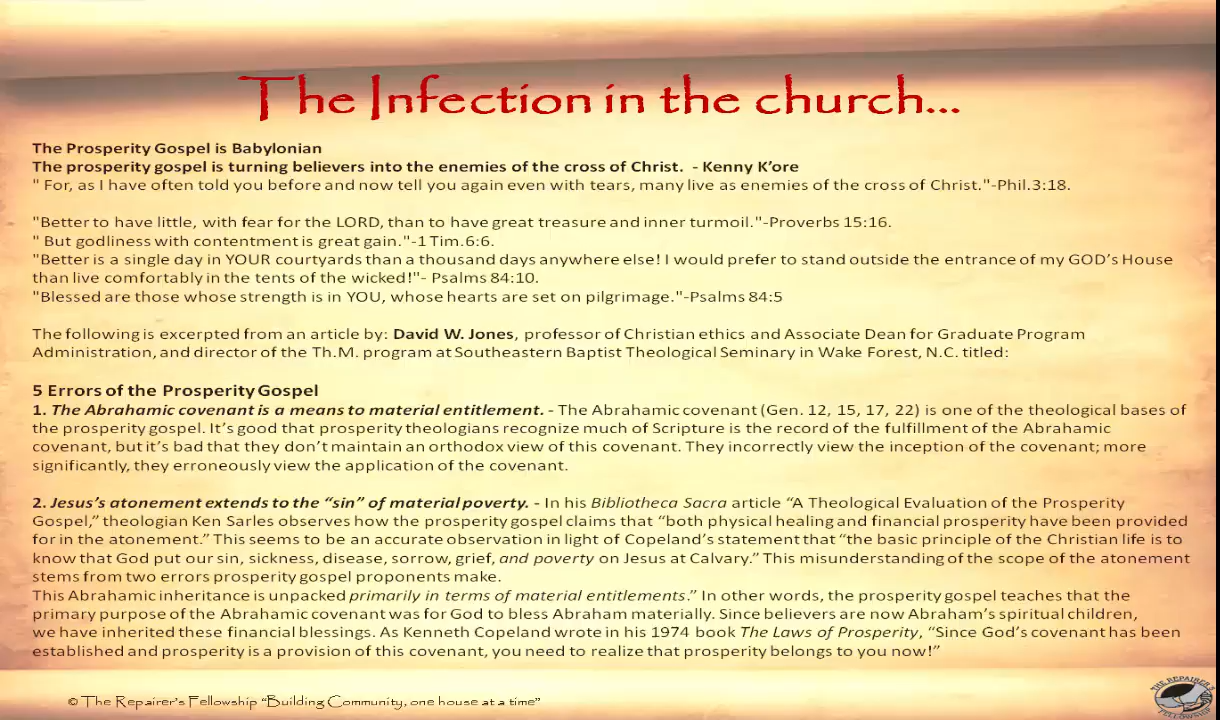 The Infection in the church...
The Prosperity Gospel is Babylonian
The prosperity gospel is turning believers into the enemies of the cross of Christ.  - Kenny K’ore
" For, as I have often told you before and now tell you again even with tears, many live as enemies of the cross of Christ."-Phil.3:18.
"Better to have little, with fear for the LORD, than to have great treasure and inner turmoil."-Proverbs 15:16.
" But godliness with contentment is great gain."-1 Tim.6:6.
"Better is a single day in YOUR courtyards than a thousand days anywhere else! I would prefer to stand outside the entrance of my GOD’s House
than live comfortably in the tents of the wicked!"- Psalms 84:10.
"Blessed are those whose strength is in YOU, whose hearts are set on pilgrimage."-Psalms 84:5
The following is excerpted from an article by: David W. Jones, professor of Christian ethics and Associate Dean for Graduate Program
Administration, and director of the Th.M. program at Southeastern Baptist Theological Seminary in Wake Forest, N.C. titled:
5 Errors of the Prosperity Gospel
1. The Abrahamic covenant is a means to material entitlement. - The Abrahamic covenant (Gen. 12, 15, 17, 22) is one of the theological bases of
the prosperity gospel. It’s good that prosperity theologians recognize much of Scripture is the record of the fulfillment of the Abrahamic
covenant, but it’s bad that they don’t maintain an orthodox view of this covenant. They incorrectly view the inception of the covenant; more
significantly, they erroneously view the application of the covenant.
2. Jesus’s atonement extends to the “sin” of material poverty. - In his Bibliotheca Sacra article “A Theological Evaluation of the Prosperity
Gospel,” theologian Ken Sarles observes how the prosperity gospel claims that “both physical healing and financial prosperity have been provided
for in the atonement.” This seems to be an accurate observation in light of Copeland’s statement that “the basic principle of the Christian life is to
know that God put our sin, sickness, disease, sorrow, grief, and poverty on Jesus at Calvary.” This misunderstanding of the scope of the atonement
stems from two errors prosperity gospel proponents make.
This Abrahamic inheritance is unpacked primarily in terms of material entitlements.” In other words, the prosperity gospel teaches that the
primary purpose of the Abrahamic covenant was for God to bless Abraham materially. Since believers are now Abraham’s spiritual children,
we have inherited these financial blessings. As Kenneth Copeland wrote in his 1974 book The Laws of Prosperity, “Since God’s covenant has been
established and prosperity is a provision of this covenant, you need to realize that prosperity belongs to you now!”
© The Repairer’s Fellowship “Building Community, one house at a time”
THE REPAIRER'S
FELLOWSHIP